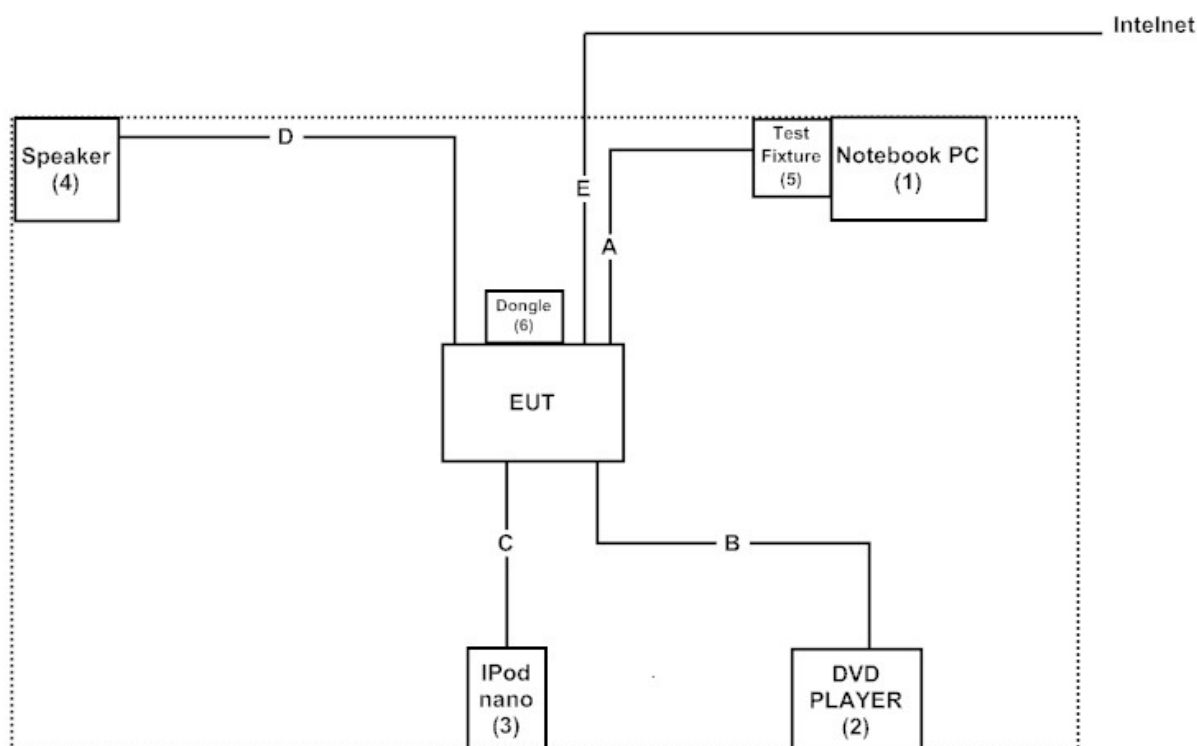 Intelnet
Speaker
(4)
D
Test
Fixture
(5)
Notebook PC
(1)
E
A
Dongle
(6)
EUT
C
B
IPod
nano
(3)
DVD
PLAYER
(2)